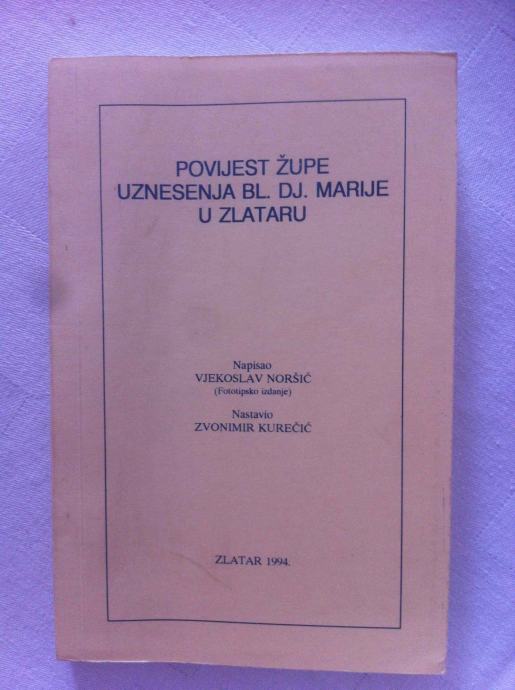 POVIJEST ŽUPE
UZNESENJA BL. DJ. MARIJE
U ZLATARU
Napisao
VJEKOSLAV NORŠIĆ
(Fototipsko izdanje)
Nastavio
ZVONIMIR KUREČIĆ
ZLATAR 1994.